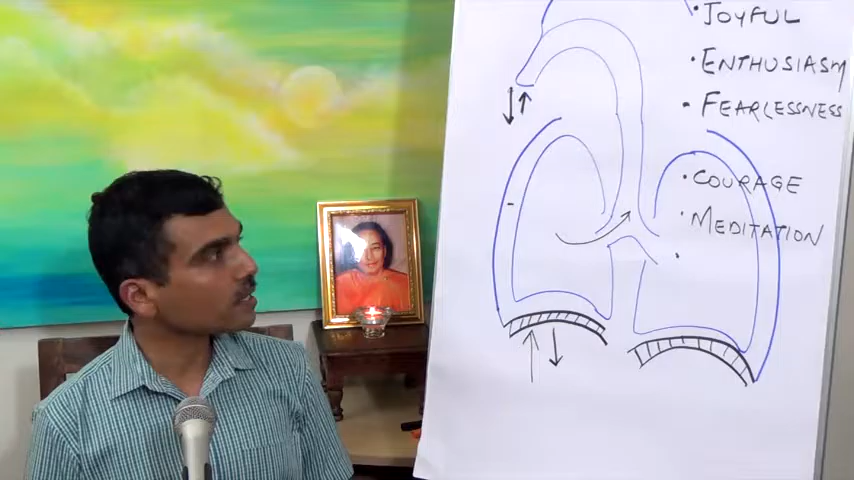 • JOYFUL
• ENTHUSIASM
• FEARLESSNESS
• COURAGE
• MEDITATION
•